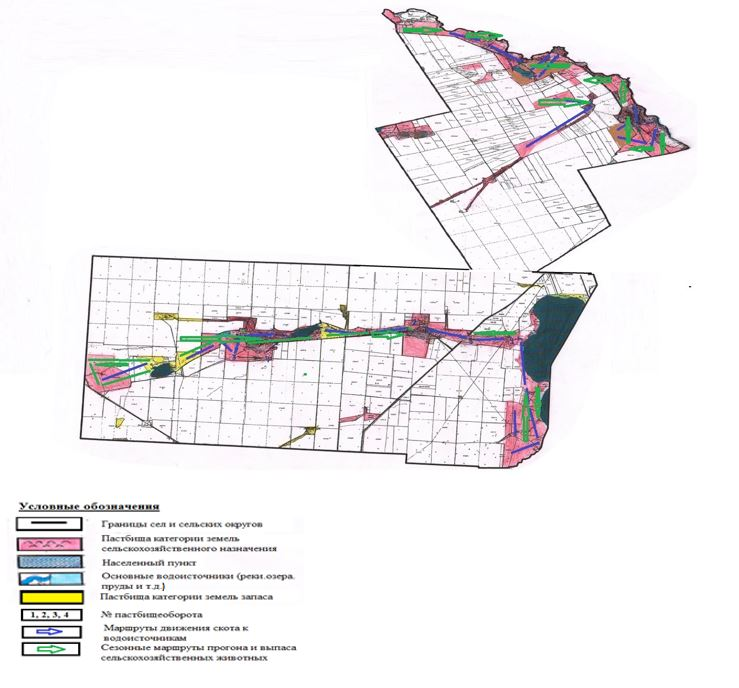 Условные обозначения
Границы сел и сельских округов
Пастбища категории земель
сельскохозяйственного назначения
Населенный пункт
Основные водоисточники (реки.озера.
пруды и т.д.)
Пастбища категории земель запаса
1, 2, 3, 4 № пастбищеоборота
Маршруты движения скота к
водоисточникам
Сезонные маршруты прогона и выпаса
сельскохозяйственных животных